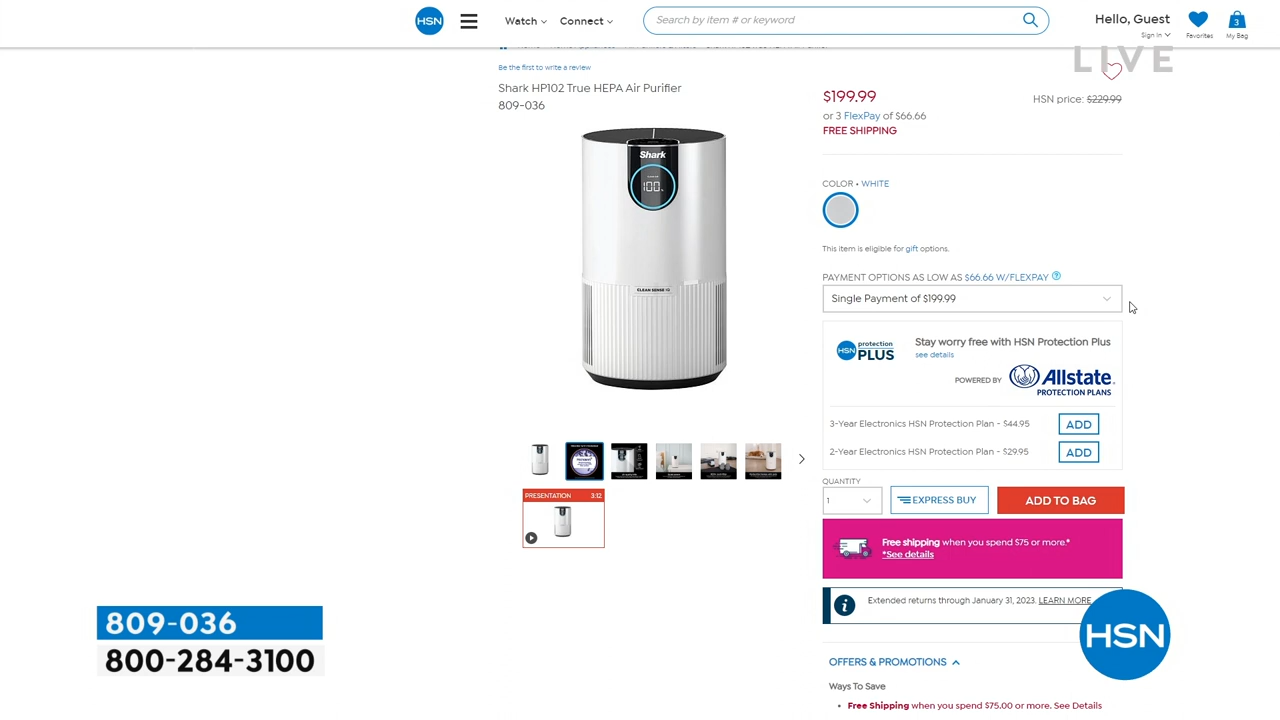 HSN
Watch
Connect
Search by item # or keyword
Hello, Guest
Sign in
Favorites
3
My Bag
LIVE
Be the first to write a review
Shark HP102 True HEPA Air Purifier
809-036
$199.99
HSN price: $229.99
or 3 FlexPay of $66.66
FREE SHIPPING
Shark
100%
CLEAN SENSE IQ
COLOR • WHITE
This item is eligible for gift options.
PAYMENT OPTIONS AS LOW AS $66.66 W/FLEXPAY ?
Single Payment of $199.99
HSN protection PLUS
Stay worry free with HSN Protection Plus
see details
POWERED BY Allstate
PROTECTION PLANS
3-Year Electronics HSN Protection Plan - $44.95 ADD
2-Year Electronics HSN Protection Plan - $29.95 ADD
PRESENTATION 3:12
QUANTITY
1
EXPRESS BUY
ADD TO BAG
Free shipping when you spend $75 or more.*
*See details
Extended returns through January 31, 2023. LEARN MORE
HSN
809-036
800-284-3100
OFFERS & PROMOTIONS
Ways To Save
• Free Shipping when you spend $75.00 or more. See Details